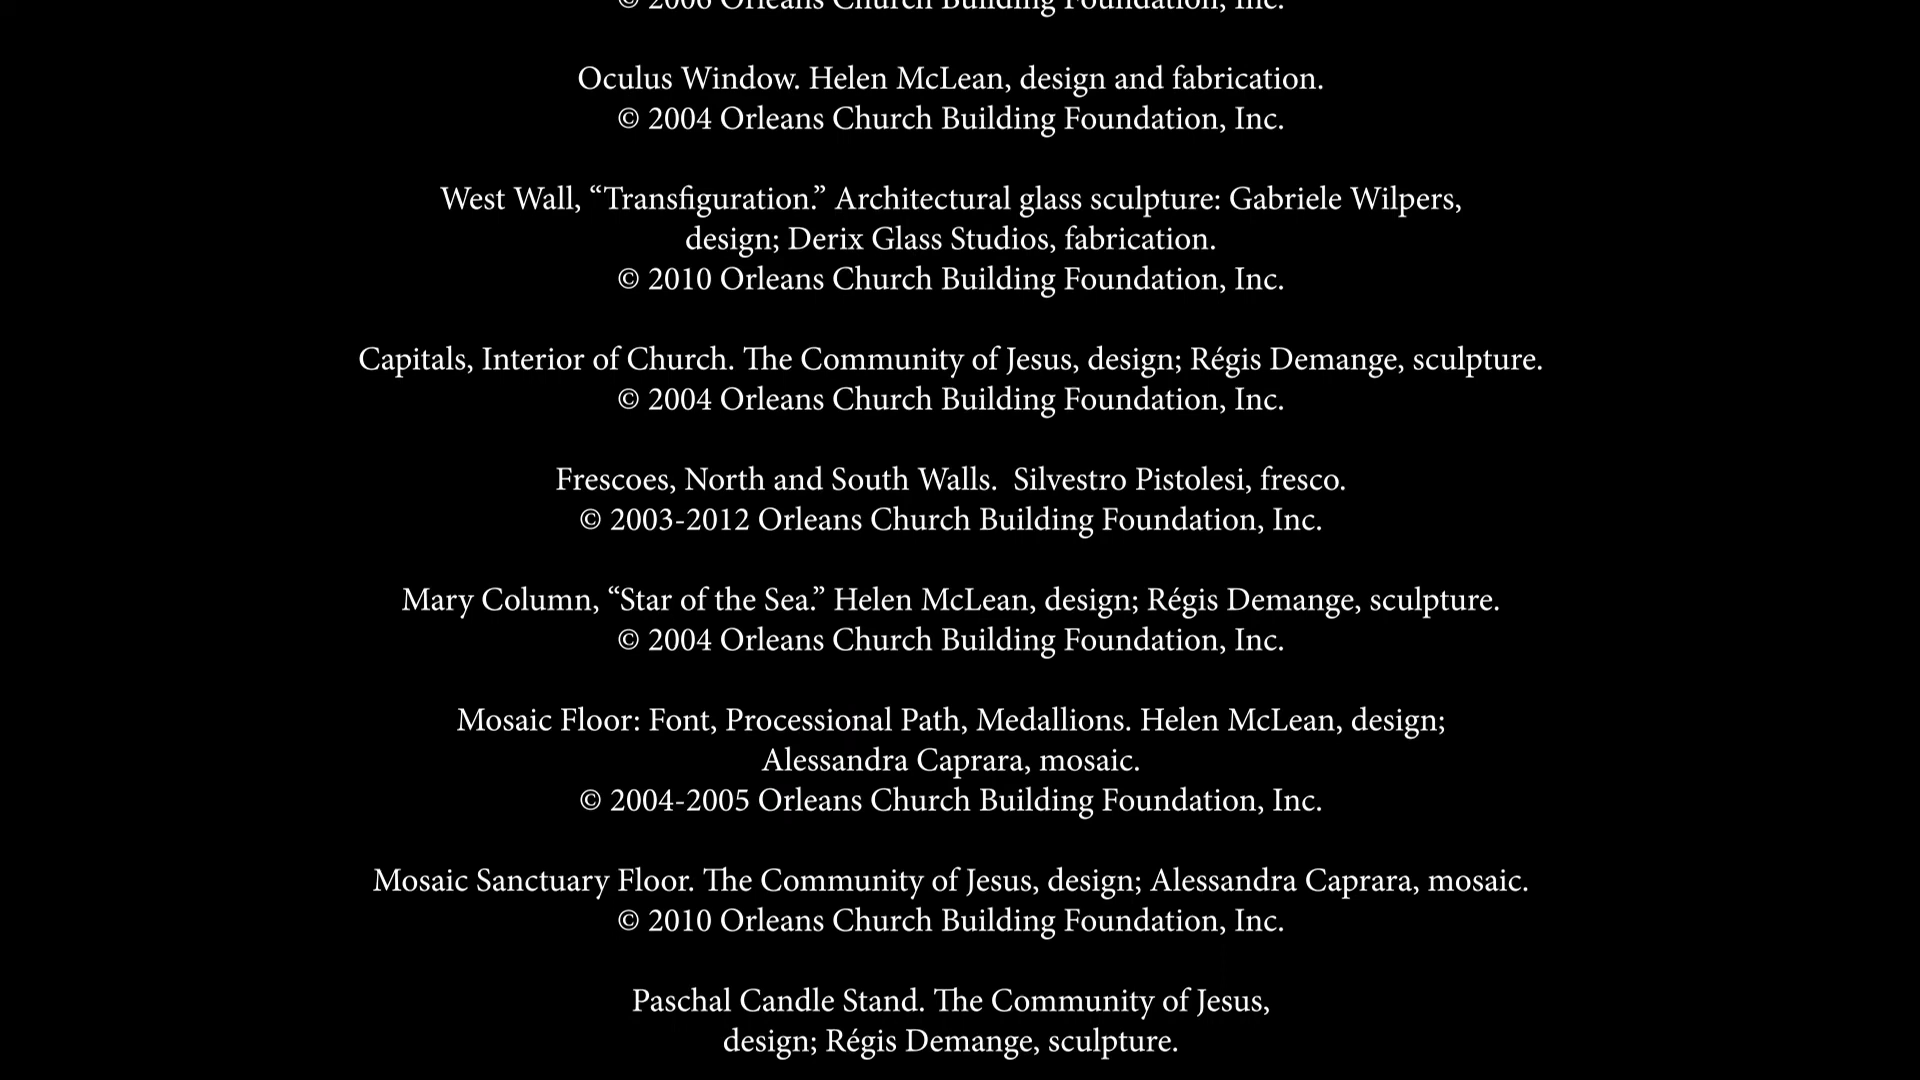 © 2006 Orleans Church Building Foundation, Inc.
Oculus Window. Helen McLean, design and fabrication.
© 2004 Orleans Church Building Foundation, Inc.
West Wall, “Transfiguration.” Architectural glass sculpture: Gabriele Wilpers,
design; Derix Glass Studios, fabrication.
© 2010 Orleans Church Building Foundation, Inc.
Capitals, Interior of Church. The Community of Jesus, design; Régis Demange, sculpture.
© 2004 Orleans Church Building Foundation, Inc.
Frescoes, North and South Walls.  Silvestro Pistolesi, fresco.
© 2003-2012 Orleans Church Building Foundation, Inc.
Mary Column, “Star of the Sea.” Helen McLean, design; Régis Demange, sculpture.
© 2004 Orleans Church Building Foundation, Inc.
Mosaic Floor: Font, Processional Path, Medallions. Helen McLean, design;
Alessandra Caprara, mosaic.
© 2004-2005 Orleans Church Building Foundation, Inc.
Mosaic Sanctuary Floor. The Community of Jesus, design; Alessandra Caprara, mosaic.
© 2010 Orleans Church Building Foundation, Inc.
Paschal Candle Stand. The Community of Jesus,
design; Régis Demange, sculpture.